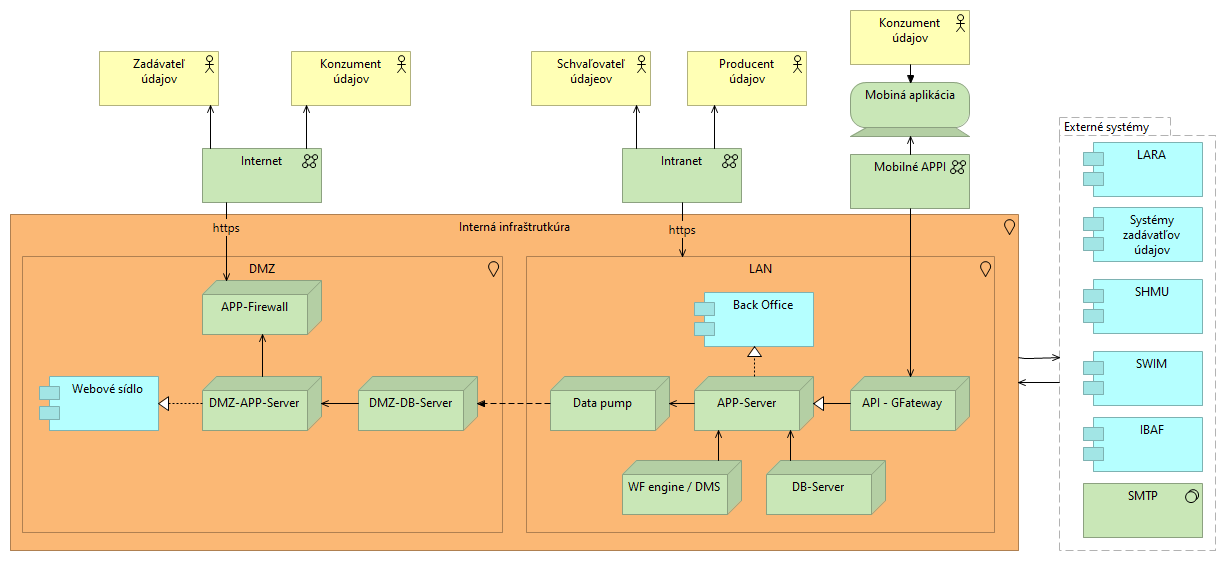 Konzument
údajov
Zadávateľ
údajov
Konzument
údajov
Schvaľovateľ
údajeov
Producent
údajov
Mobiná aplikácia
Externé systémy
Internet
Intranet
Mobilné APPI
LARA
https
https
Interná infraštrutkúra
Systémy
zadávatľov
údajov
DMZ
LAN
APP-Firewall
Back Office
SHMU
Webové sídlo
DMZ-APP-Server
DMZ-DB-Server
Data pump
APP-Server
API - GFateway
SWIM
IBAF
WF engine / DMS
DB-Server
SMTP